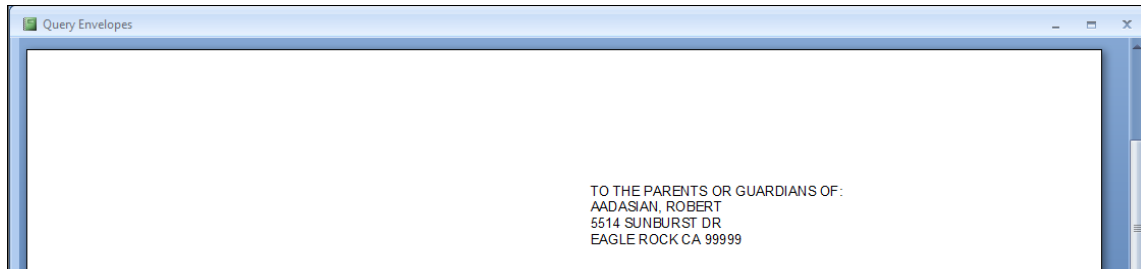 Query Envelopes
TO THE PARENTS OR GUARDIANS OF:
AADASIAN, ROBERT
5514 SUNBURST DR
EAGLE ROCK CA 99999